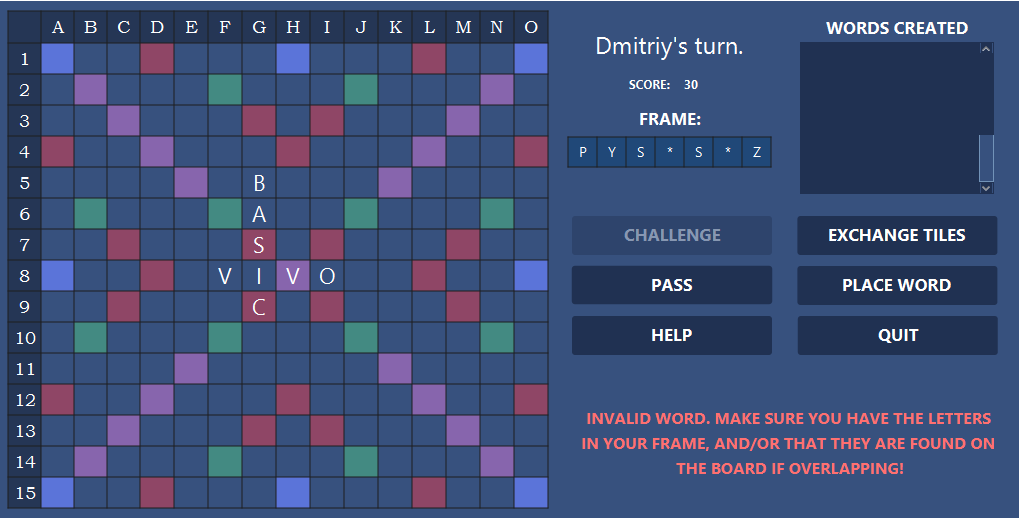 A B C D E F G H I J K L M N O
1
2
3
4
5 B
6 A
7 S
8 V I V O
9 C
10
11
12
13
14
15
Dmitriy's turn.
SCORE: 30
FRAME:
P Y S * S * Z
WORDS CREATED
CHALLENGE
EXCHANGE TILES
PASS
PLACE WORD
HELP
QUIT
INVALID WORD. MAKE SURE YOU HAVE THE LETTERS
IN YOUR FRAME, AND/OR THAT THEY ARE FOUND ON
THE BOARD IF OVERLAPPING!